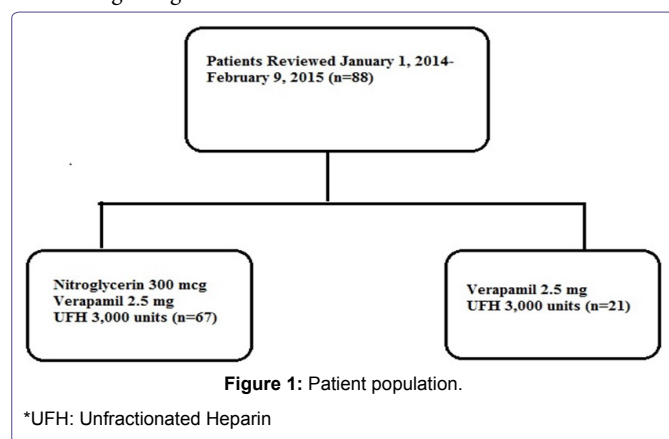 Patients Reviewed January 1, 2014-
February 9, 2015 (n=88)
Nitroglycerin 300 mcg
Verapamil 2.5 mg
UFH 3,000 units (n=67)
Verapamil 2.5 mg
UFH 3,000 units (n=21)
Figure 1: Patient population.
*UFH: Unfractionated Heparin